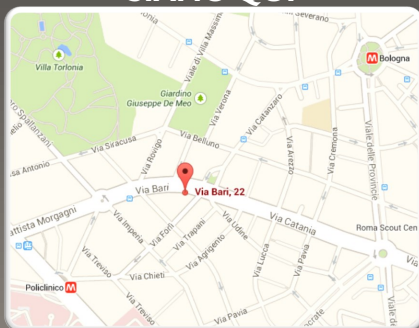 Via Severano
Viale di Villa Massimo
Bologna
Villa Torlonia
Giardino
Giuseppe De Meo
Via Verona
Via Catanzaro
Spallanzani
Via Siracusa
Via Rovigo
Via Belluno
Via Arezzo
Via Cremona
Viale delle Provincie
Antonio
Via Bari
Via Bari, 22
Battista Morgagni
Via Imperia
Via Forlì
Via Trapani
Via Udine
Via Catania
Roma Scout Cen
Via Agrigento
Via Lucca
Via Pavia
Via Treviso
Via Chieti
Policlinico
Via Treviso
Via Pavia
Viale delle